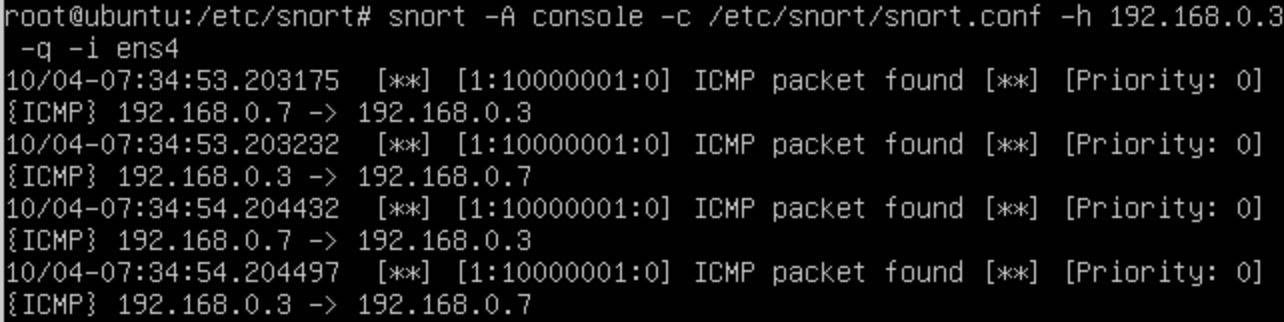 root@ubuntu:/etc/snort# snort -A console -c /etc/snort/snort.conf -h 192.168.0.3
 -q -i ens4
10/04-07:34:53.203175  [**] [1:10000001:0] ICMP packet found [**] [Priority: 0]
{ICMP} 192.168.0.7 -> 192.168.0.3
10/04-07:34:53.203232  [**] [1:10000001:0] ICMP packet found [**] [Priority: 0]
{ICMP} 192.168.0.3 -> 192.168.0.7
10/04-07:34:54.204432  [**] [1:10000001:0] ICMP packet found [**] [Priority: 0]
{ICMP} 192.168.0.7 -> 192.168.0.3
10/04-07:34:54.204497  [**] [1:10000001:0] ICMP packet found [**] [Priority: 0]
{ICMP} 192.168.0.3 -> 192.168.0.7